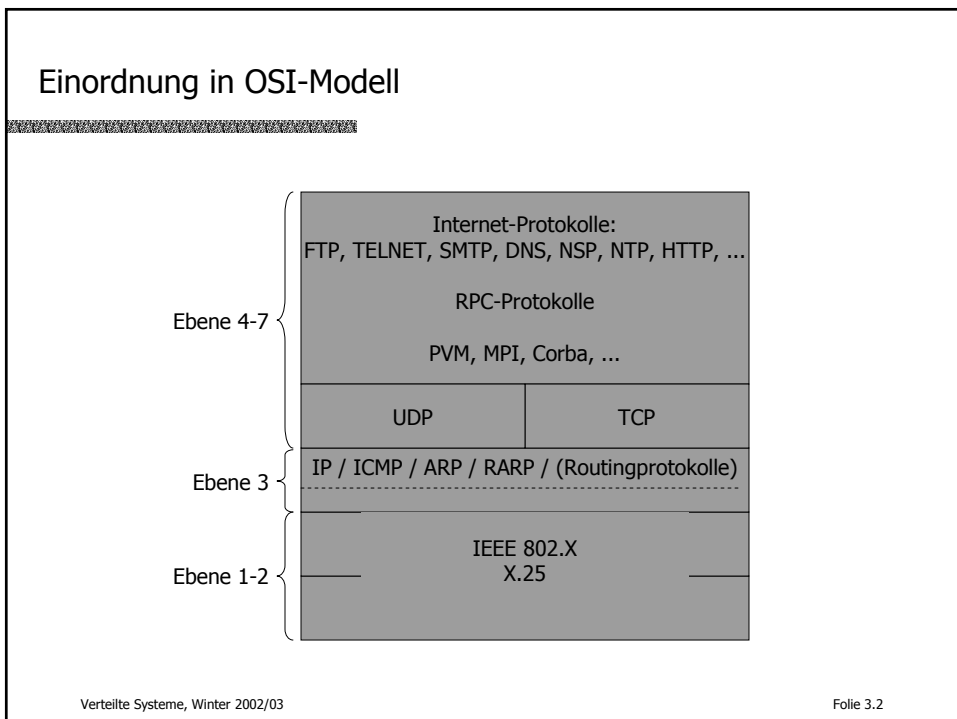 Einordnung in OSI-Modell
Internet-Protokolle:
FTP, TELNET, SMTP, DNS, NSP, NTP, HTTP, ...
RPC-Protokolle
Ebene 4-7
PVM, MPI, Corba, ...
UDP
TCP
IP / ICMP / ARP / RARP / (Routingprotokolle)
Ebene 3
IEEE 802.X
Ebene 1-2
X.25
Verteilte Systeme, Winter 2002/03
Folie 3.2